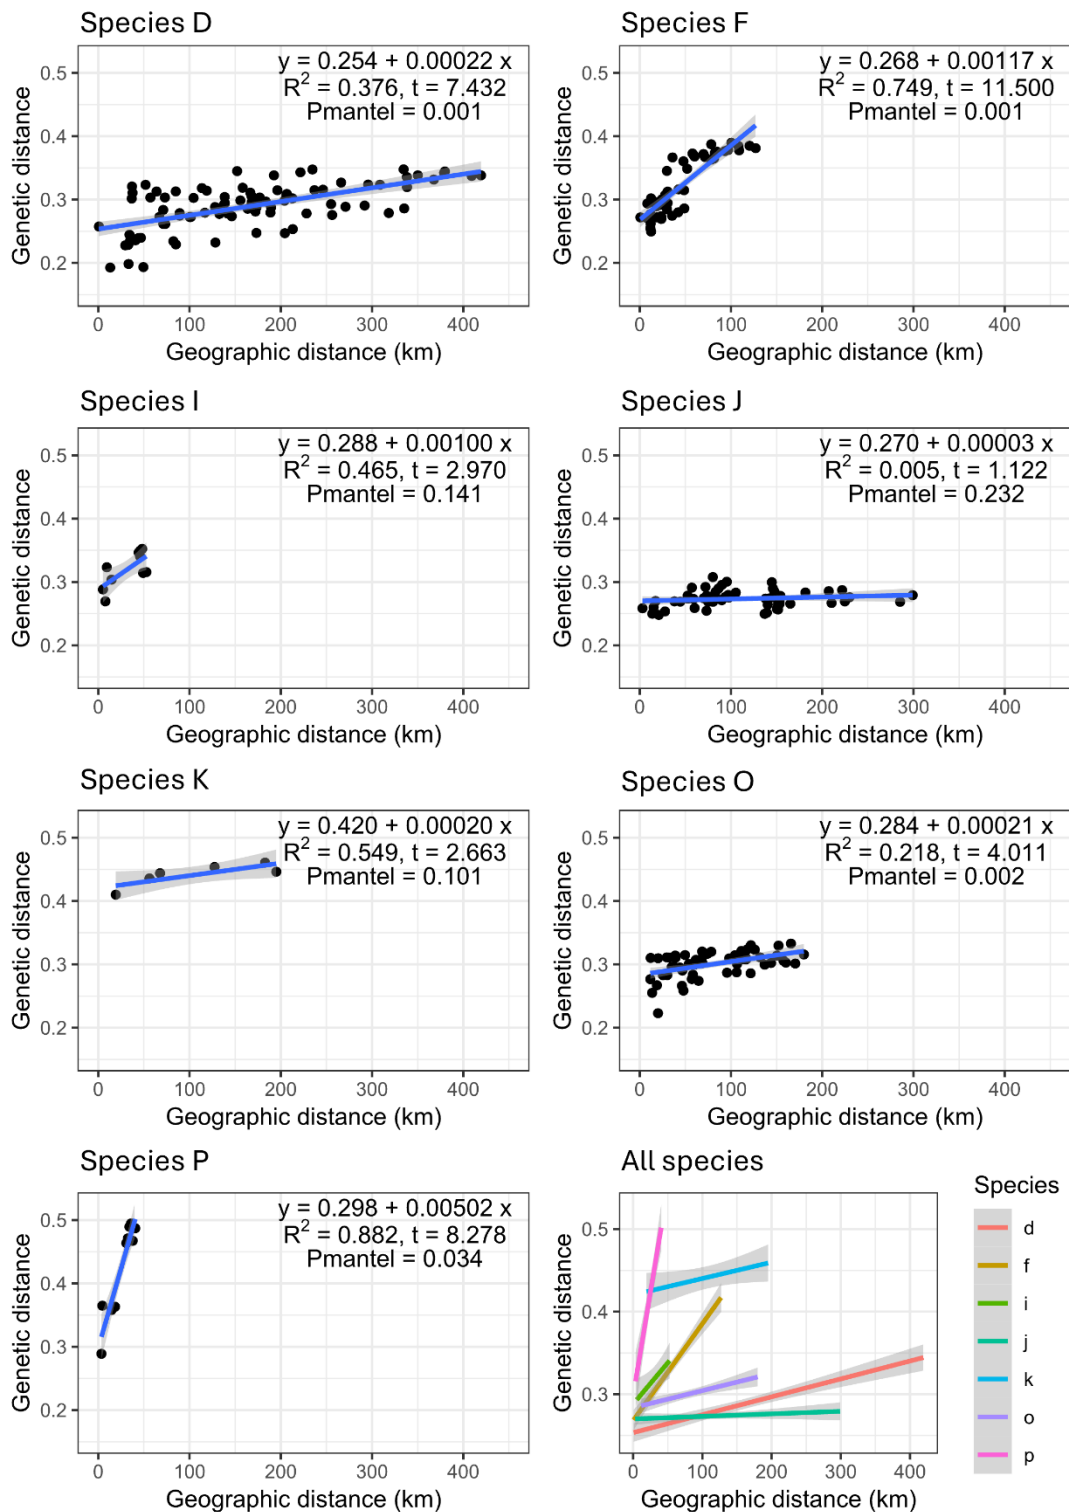 Species D
y = 0.254 + 0.00022 x
R² = 0.376, t = 7.432
Pmantel = 0.001
0.5
0.4
0.3
0.2
Genetic distance
0 100 200 300 400
Geographic distance (km)
Species F
y = 0.268 + 0.00117 x
R² = 0.749, t = 11.500
Pmantel = 0.001
0.5
0.4
0.3
0.2
Genetic distance
0 100 200 300 400
Geographic distance (km)
Species I
y = 0.288 + 0.00100 x
R² = 0.465, t = 2.970
Pmantel = 0.141
0.5
0.4
0.3
0.2
Genetic distance
0 100 200 300 400
Geographic distance (km)
Species J
y = 0.270 + 0.00003 x
R² = 0.005, t = 1.122
Pmantel = 0.232
0.5
0.4
0.3
0.2
Genetic distance
0 100 200 300 400
Geographic distance (km)
Species K
y = 0.420 + 0.00020 x
R² = 0.549, t = 2.663
Pmantel = 0.101
0.5
0.4
0.3
0.2
Genetic distance
0 100 200 300 400
Geographic distance (km)
Species O
y = 0.284 + 0.00021 x
R² = 0.218, t = 4.011
Pmantel = 0.002
0.5
0.4
0.3
0.2
Genetic distance
0 100 200 300 400
Geographic distance (km)
Species P
y = 0.298 + 0.00502 x
R² = 0.882, t = 8.278
Pmantel = 0.034
0.5
0.4
0.3
0.2
Genetic distance
0 100 200 300 400
Geographic distance (km)
All species
0.5
0.4
0.3
Genetic distance
0 100 200 300 400
Geographic distance (km)
Species
d
f
i
j
k
o
p